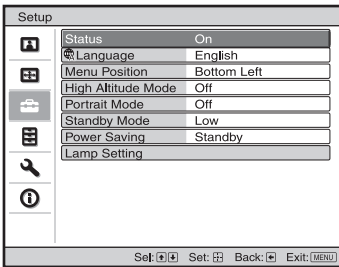 Setup
Status On
Language English
Menu Position Bottom Left
High Altitude Mode Off
Portrait Mode Off
Standby Mode Low
Power Saving Standby
Lamp Setting
Sel: Set: Back: Exit: MENU